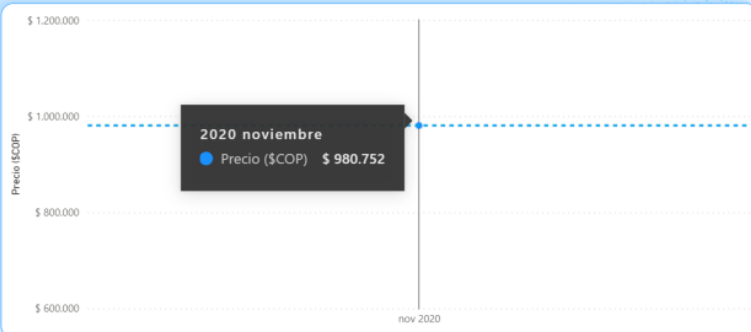 $ 1.200.000
$ 1.000.000
$ 800.000
$ 600.000
Precio ($COP)
2020 noviembre
Precio ($COP) $ 980.752
nov 2020